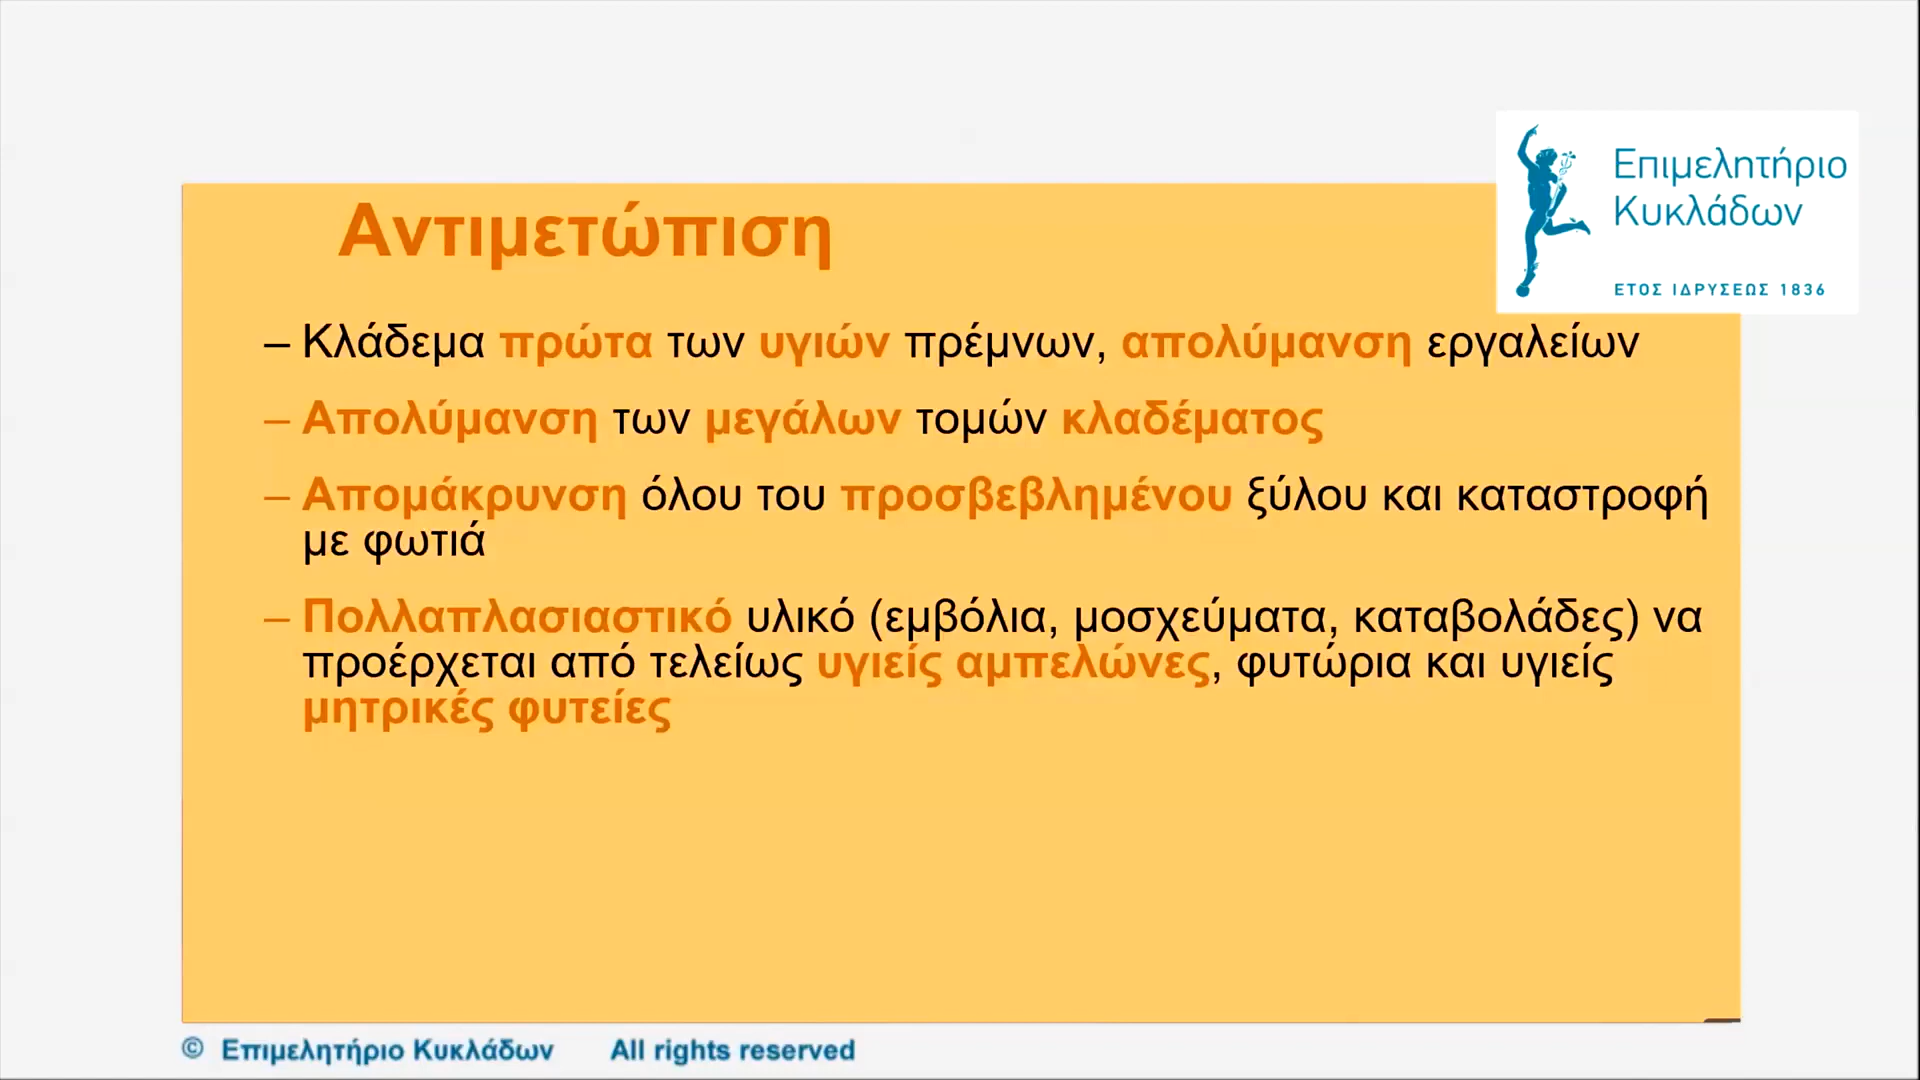 Επιμελητήριο
Κυκλάδων
ΕΤΟΣ ΙΔΡΥΣΕΩΣ 1836
Αντιμετώπιση
– Κλάδεμα πρώτα των υγιών πρέμνων, απολύμανση εργαλείων
– Απολύμανση των μεγάλων τομών κλαδέματος
– Απομάκρυνση όλου του προσβεβλημένου ξύλου και καταστροφή
με φωτιά
– Πολλαπλασιαστικό υλικό (εμβόλια, μοσχεύματα, καταβολάδες) να
προέρχεται από τελείως υγιείς αμπελώνες, φυτώρια και υγιείς
μητρικές φυτείες
© Επιμελητήριο Κυκλάδων All rights reserved